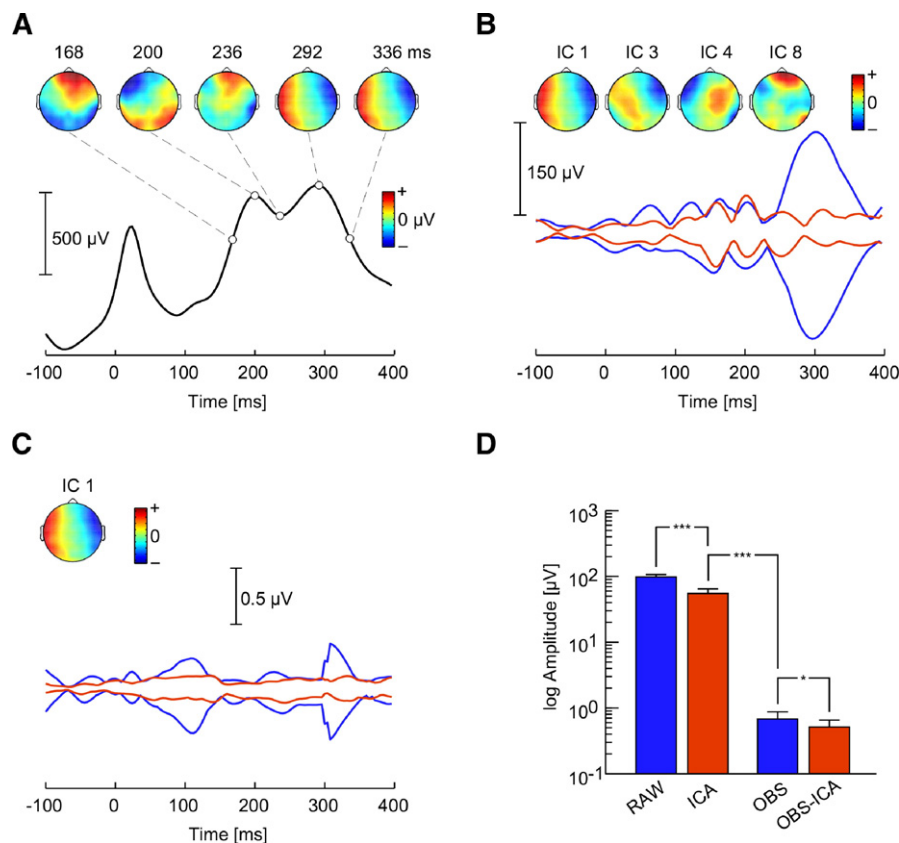 A
168 200 236 292 336 ms
+
0 µV
−
500 µV
-100 0 100 200 300 400
Time [ms]
B
IC 1 IC 3 IC 4 IC 8
+
0
−
150 µV
-100 0 100 200 300 400
Time [ms]
C
IC 1
+
0
−
0.5 µV
-100 0 100 200 300 400
Time [ms]
D
log Amplitude [µV]
10³
10²
10¹
10⁰
10⁻¹
***
***
*
RAW ICA OBS OBS-ICA